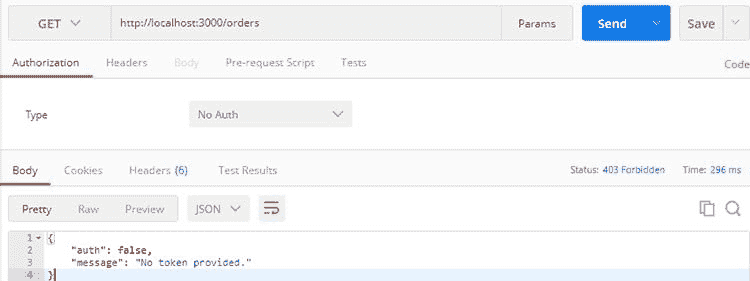 GET http://localhost:3000/orders Params Send Save
Authorization Headers Body Pre-request Script Tests Code
Type No Auth
Body Cookies Headers (6) Test Results Status: 403 Forbidden Time: 296 ms
Pretty Raw Preview JSON
1 {
2 "auth": false,
3 "message": "No token provided."
4 }